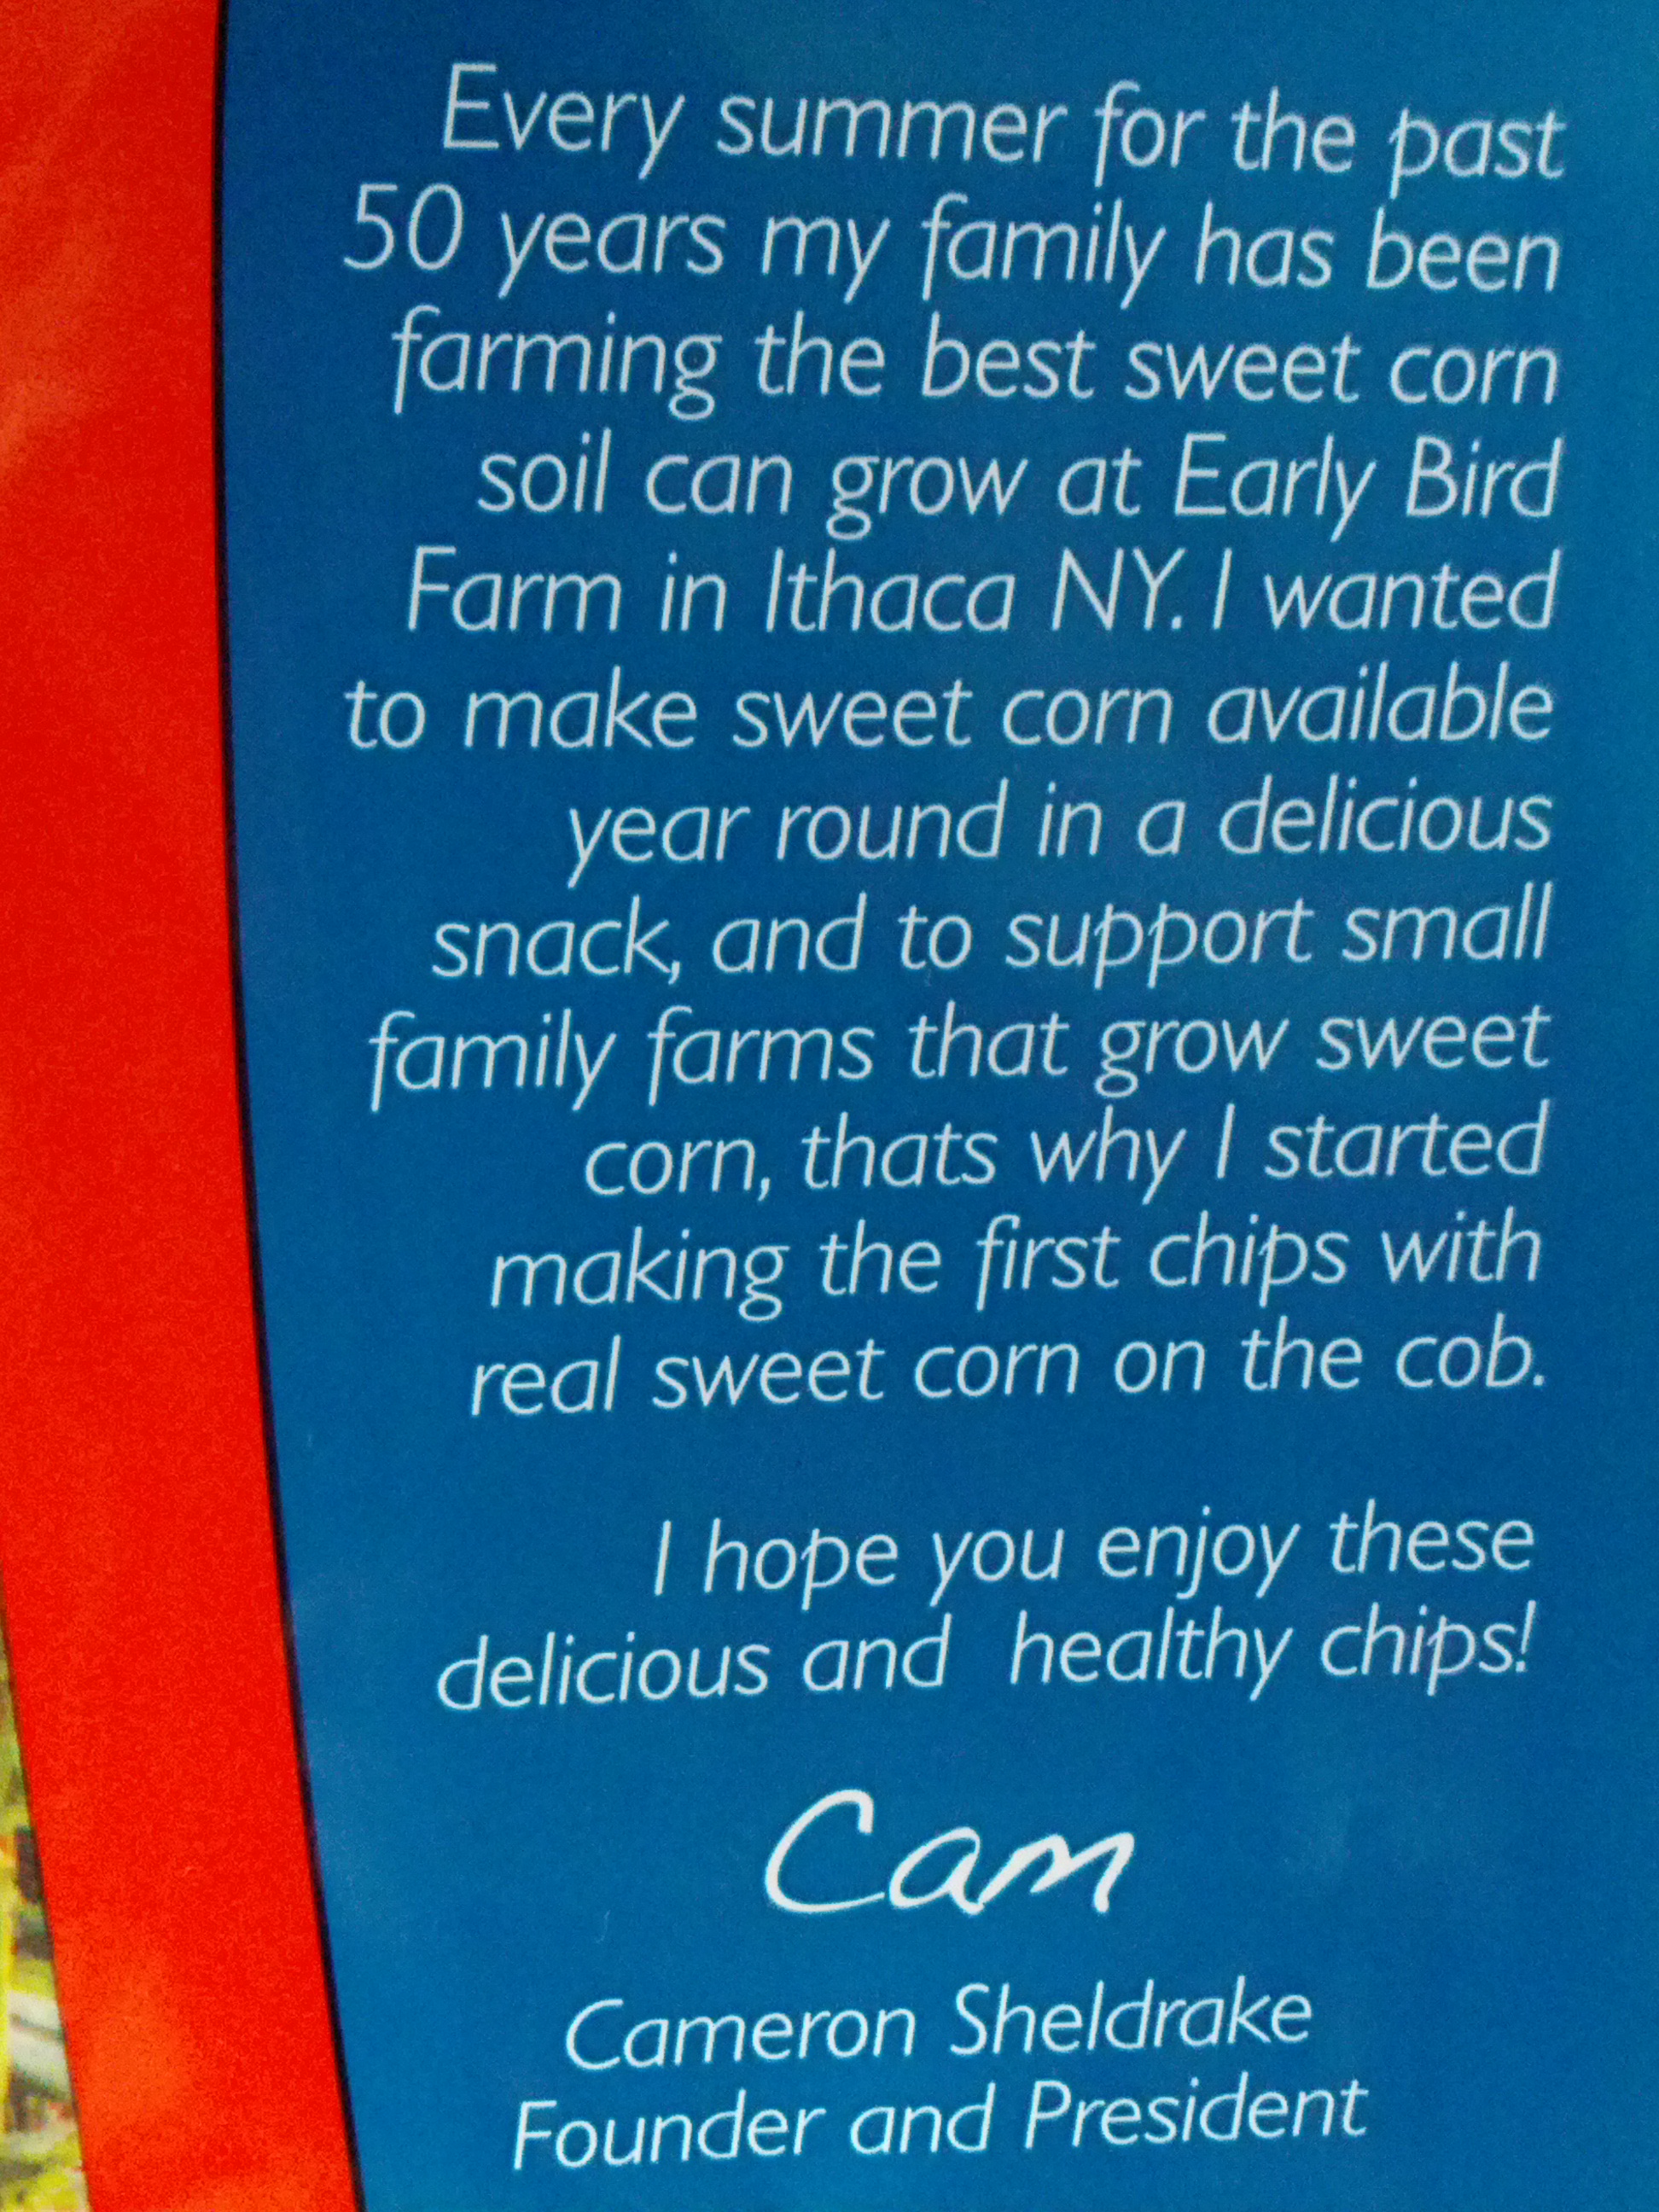 Every summer for the past
50 years my family has been
farming the best sweet corn
soil can grow at Early Bird
Farm in Ithaca NY. I wanted
to make sweet corn available
year round in a delicious
snack, and to support small
family farms that grow sweet
corn, thats why I started
making the first chips with
real sweet corn on the cob.
I hope you enjoy these
delicious and healthy chips!
Cam
Cameron Sheldrake
Founder and President